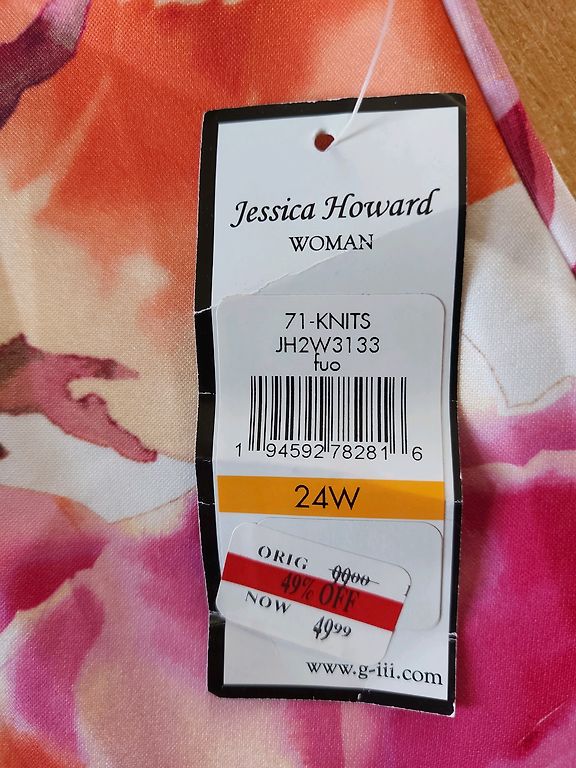 Jessica Howard
WOMAN
71-KNITS
JH2W3133
fuo
1 94592 78281 6
24W
ORIG
49% OFF
NOW 49⁹⁹
www.g-iii.com